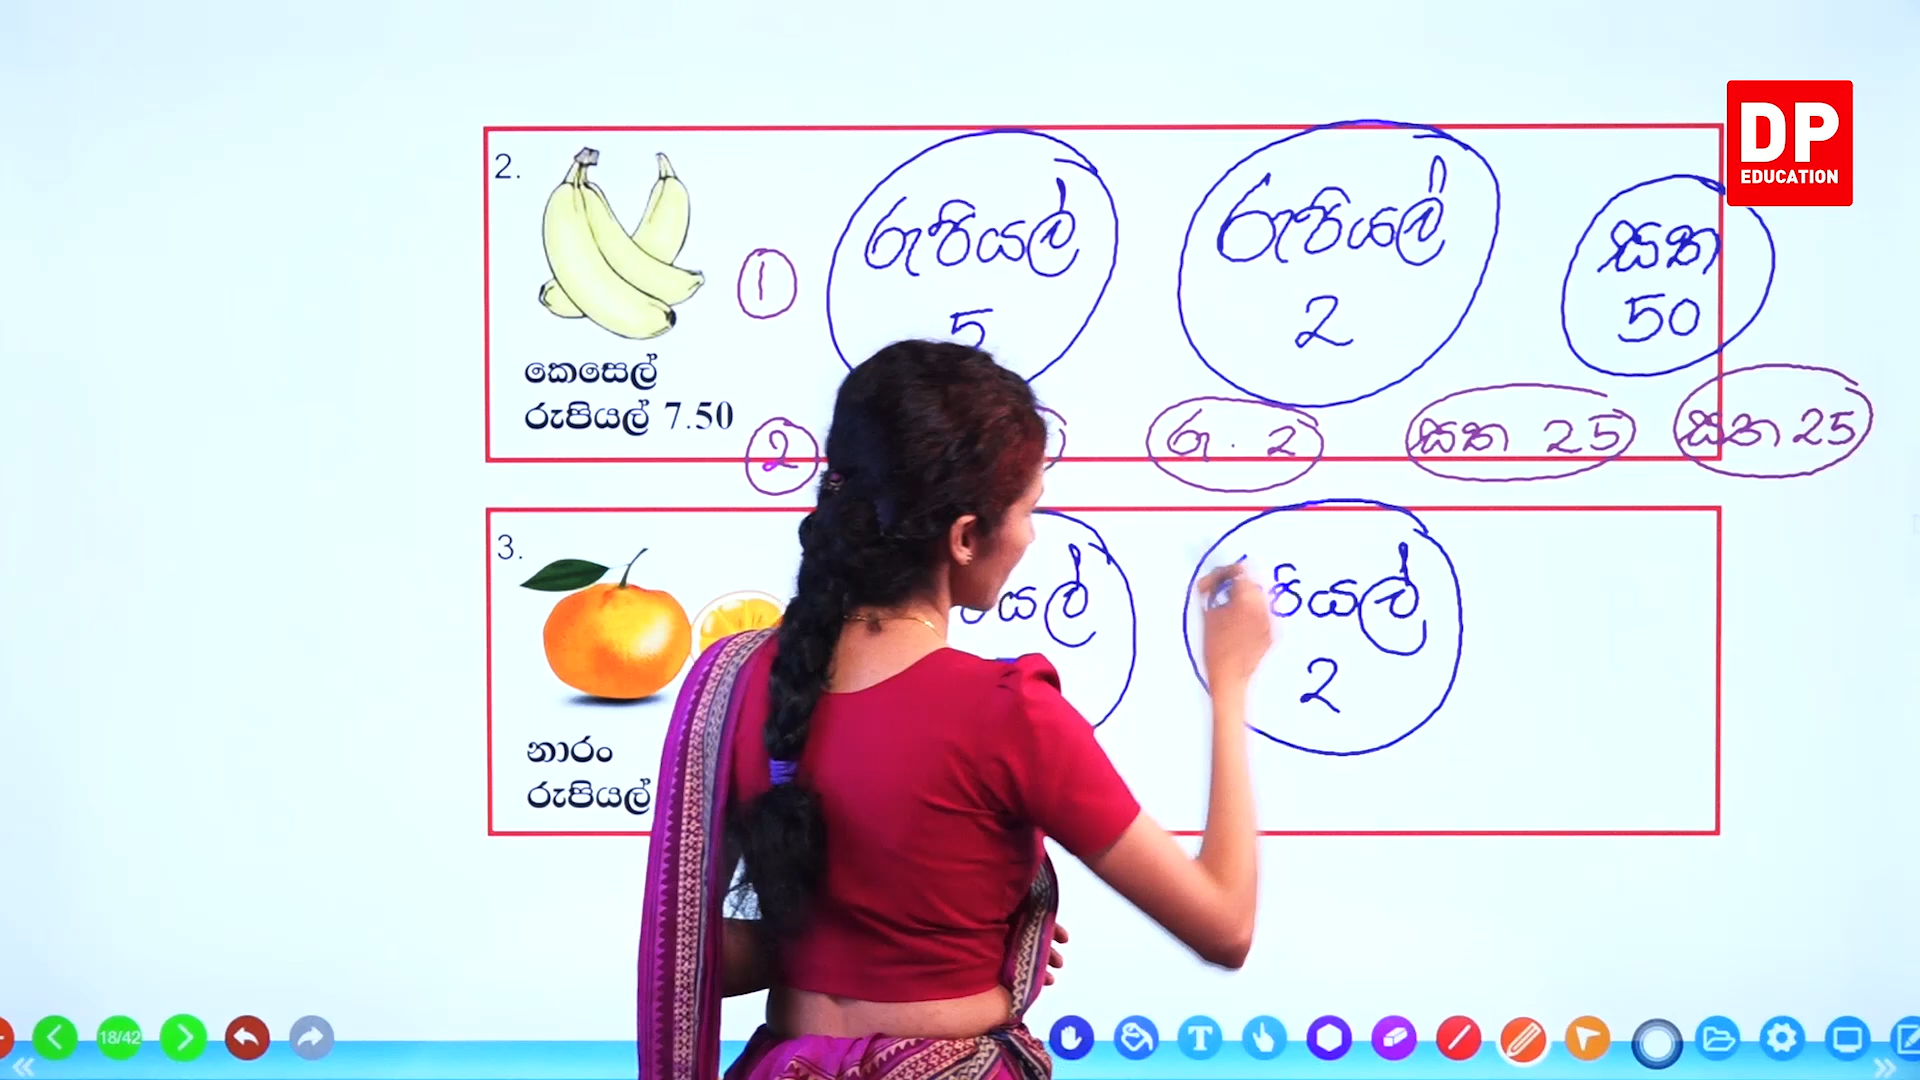 DP
EDUCATION
2.
රුපියල්
5
රුපියල්
2
සත
50
1
කෙසෙල්
රුපියල් 7.50
2
රු. 2
සත 25
සත 25
3.
රුපියල්
2
නාරං
රුපියල්
18/42